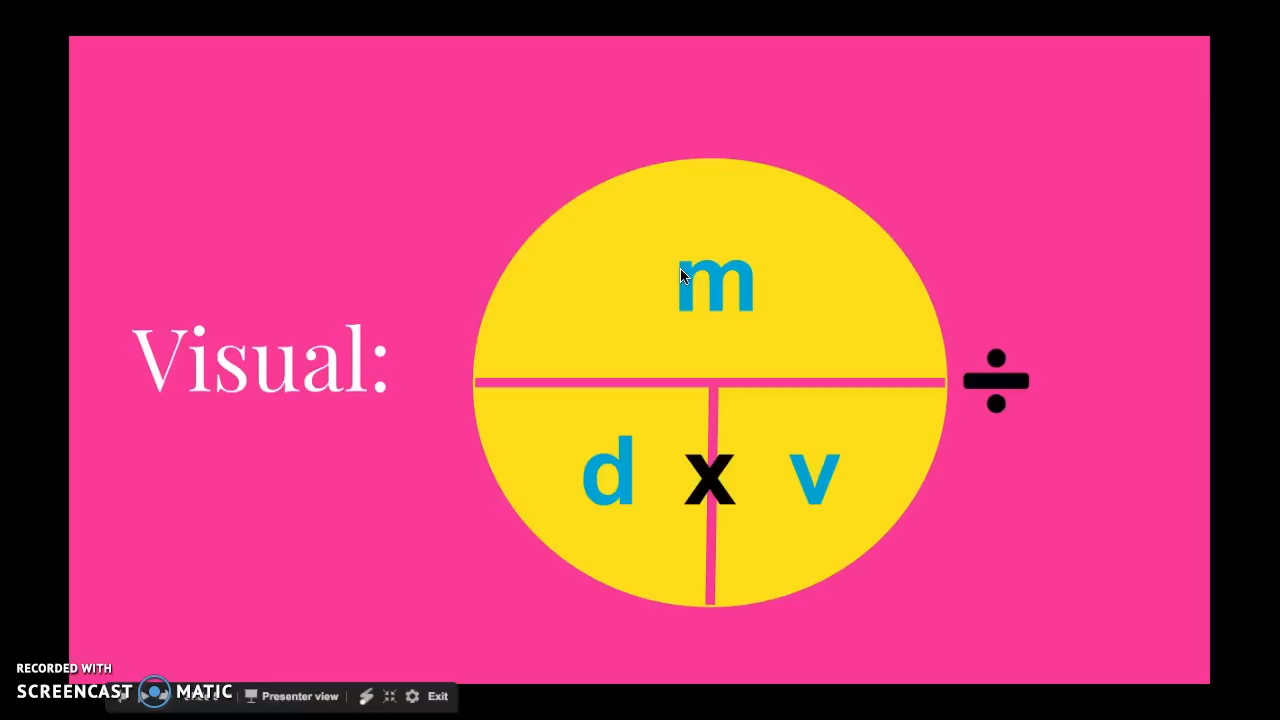 m
÷
Visual:
d x v
RECORDED WITH
SCREENCAST MATIC
Presenter view
Exit